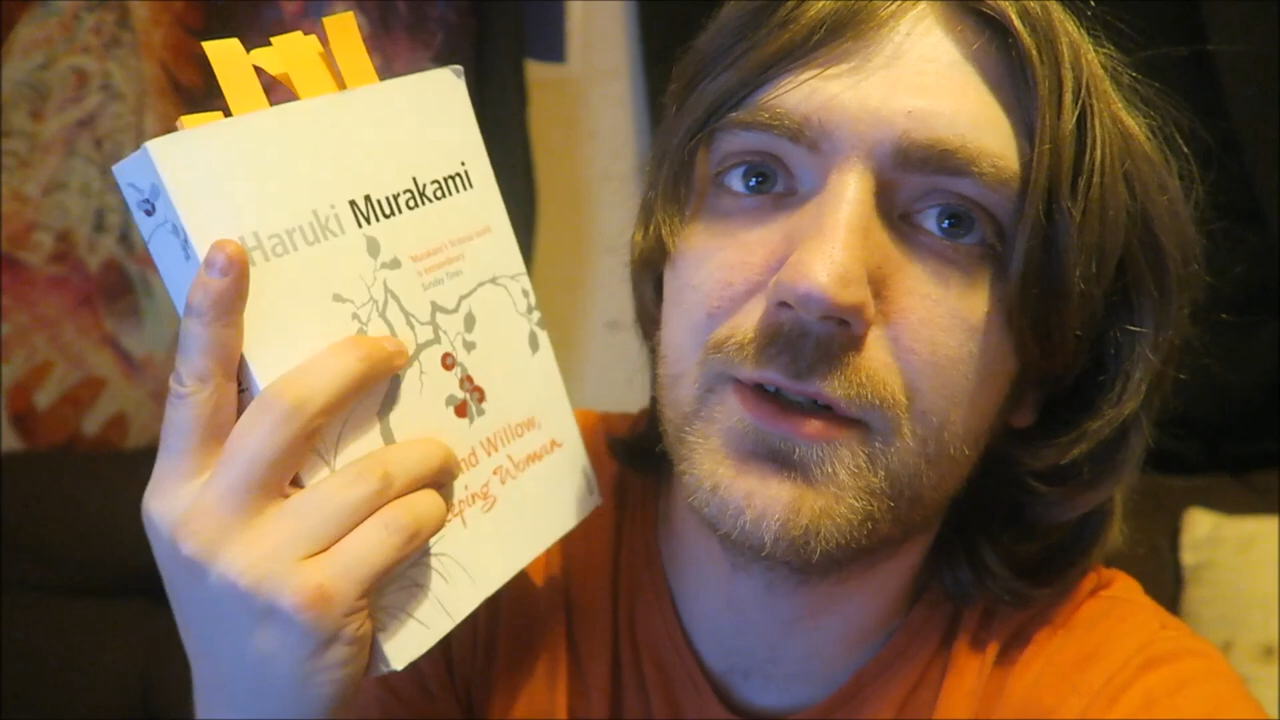 Haruki Murakami
'Murakami's fictional world
is extraordinary'
Sunday Times
nd Willow,
eping Woman